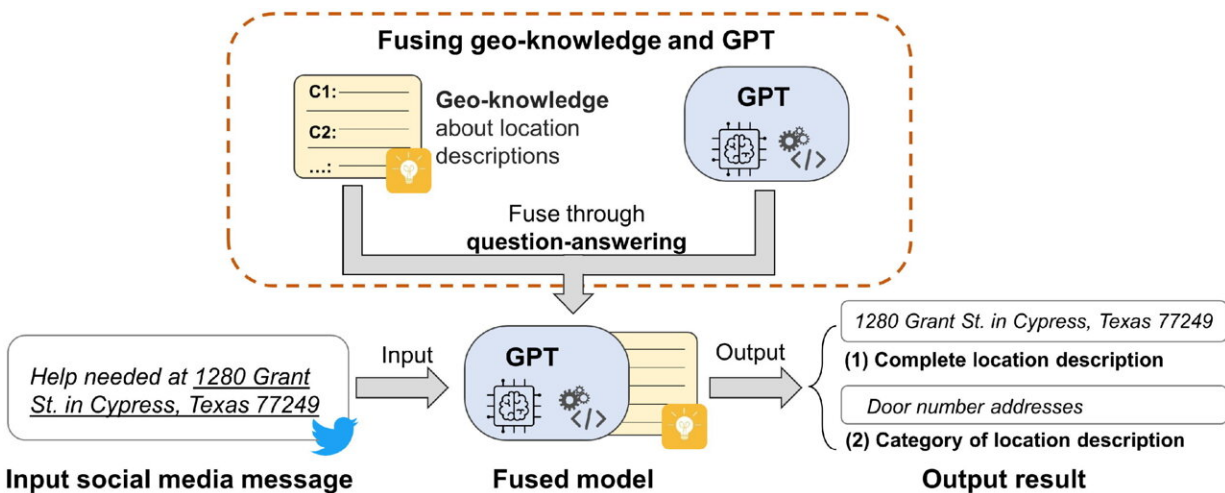 Fusing geo-knowledge and GPT
C1:
C2:
...:
Geo-knowledge
about location
descriptions
GPT
</>
Fuse through
question-answering
Help needed at 1280 Grant
St. in Cypress, Texas 77249
Input social media message
Input
GPT
</>
Fused model
Output
1280 Grant St. in Cypress, Texas 77249
(1) Complete location description
Door number addresses
(2) Category of location description
Output result